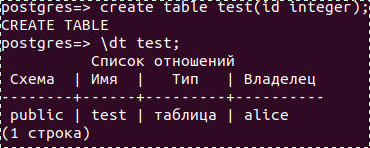 postgres=> create table test(id integer);
CREATE TABLE
postgres=> \dt test;
Список отношений
Схема | Имя | Тип | Владелец
--------+------+---------+----------
public | test | таблица | alice
(1 строка)